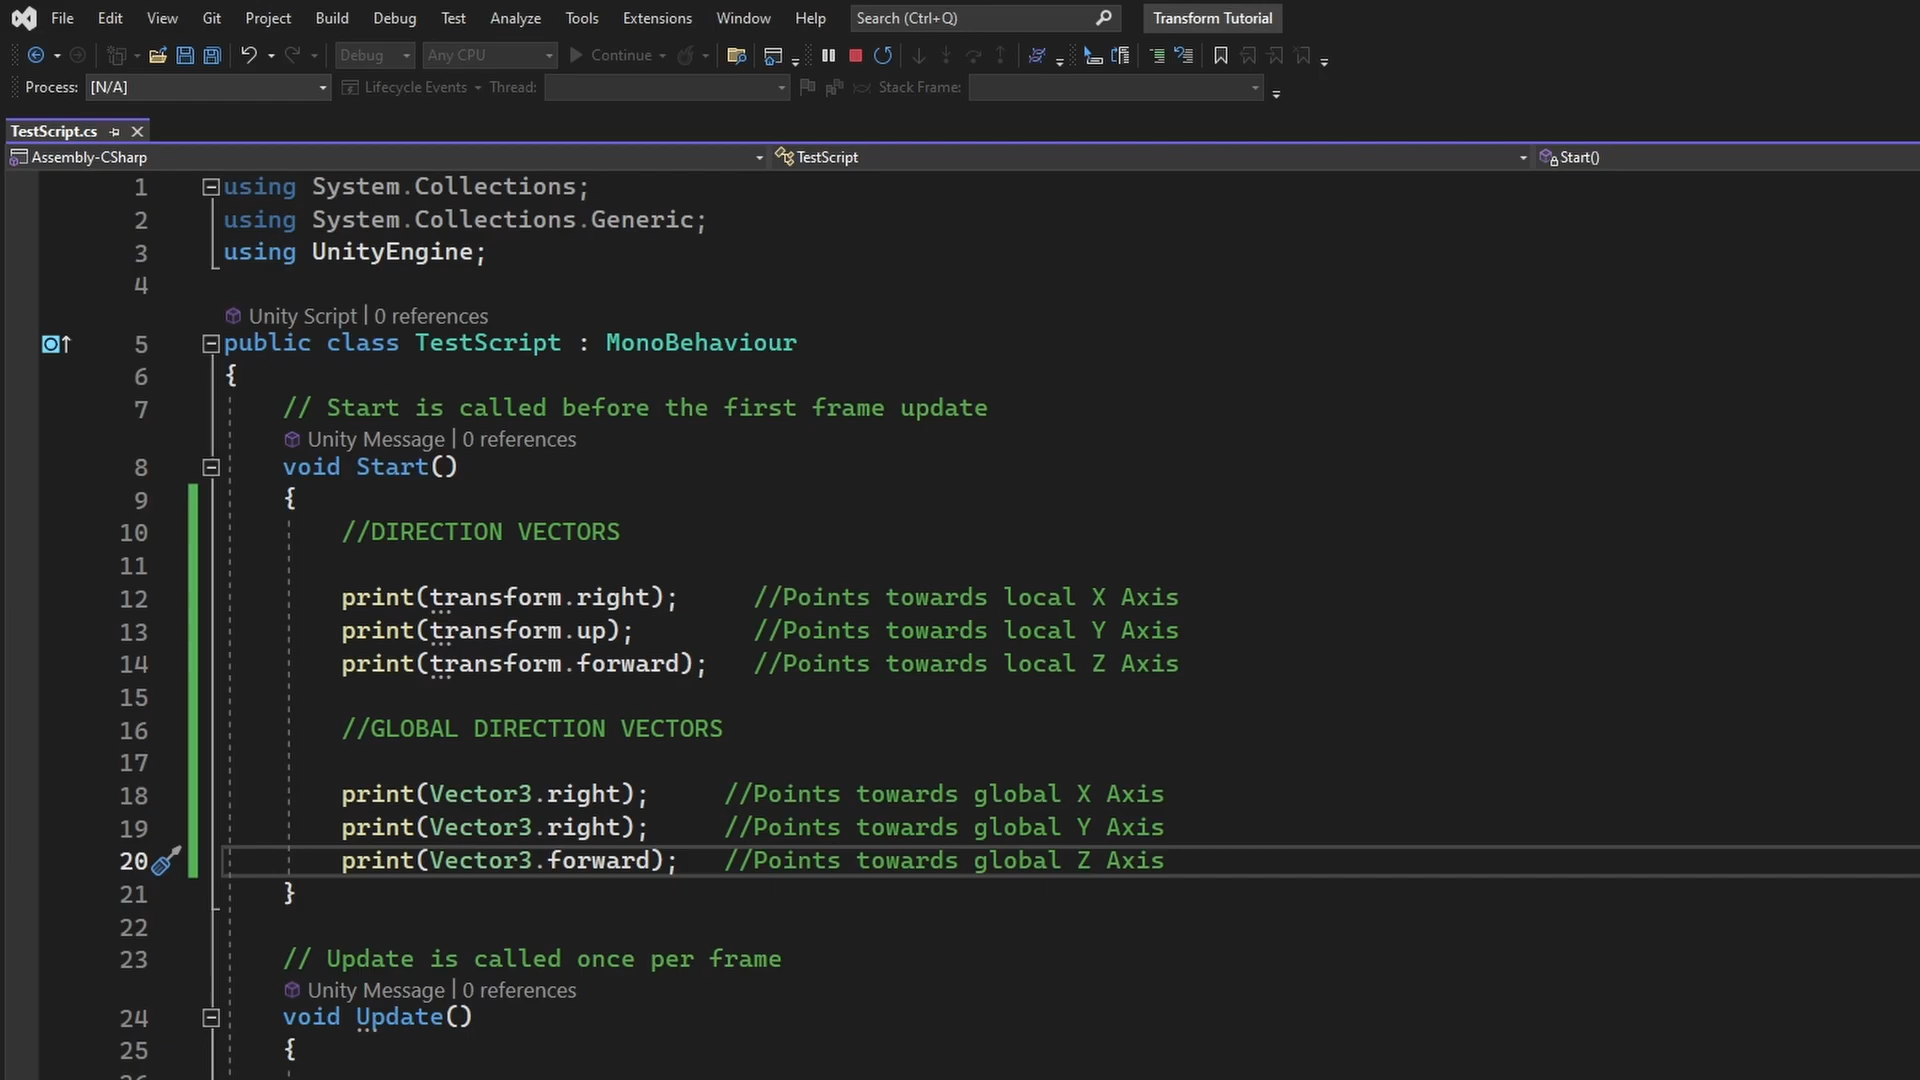 File Edit View Git Project Build Debug Test Analyze Tools Extensions Window Help Search (Ctrl+Q) Transform Tutorial
Debug Any CPU Continue
Process: [N/A] Lifecycle Events Thread: Stack Frame:
TestScript.cs
Assembly-CSharp TestScript Start()
1 using System.Collections;
2 using System.Collections.Generic;
3 using UnityEngine;
4
Unity Script | 0 references
5 public class TestScript : MonoBehaviour
6 {
7 // Start is called before the first frame update
Unity Message | 0 references
8 void Start()
9 {
10 //DIRECTION VECTORS
11
12 print(transform.right); //Points towards local X Axis
13 print(transform.up); //Points towards local Y Axis
14 print(transform.forward); //Points towards local Z Axis
15
16 //GLOBAL DIRECTION VECTORS
17
18 print(Vector3.right); //Points towards global X Axis
19 print(Vector3.right); //Points towards global Y Axis
20 print(Vector3.forward); //Points towards global Z Axis
21 }
22
23 // Update is called once per frame
Unity Message | 0 references
24 void Update()
25 {